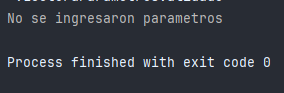 No se ingresaron parametros
Process finished with exit code 0